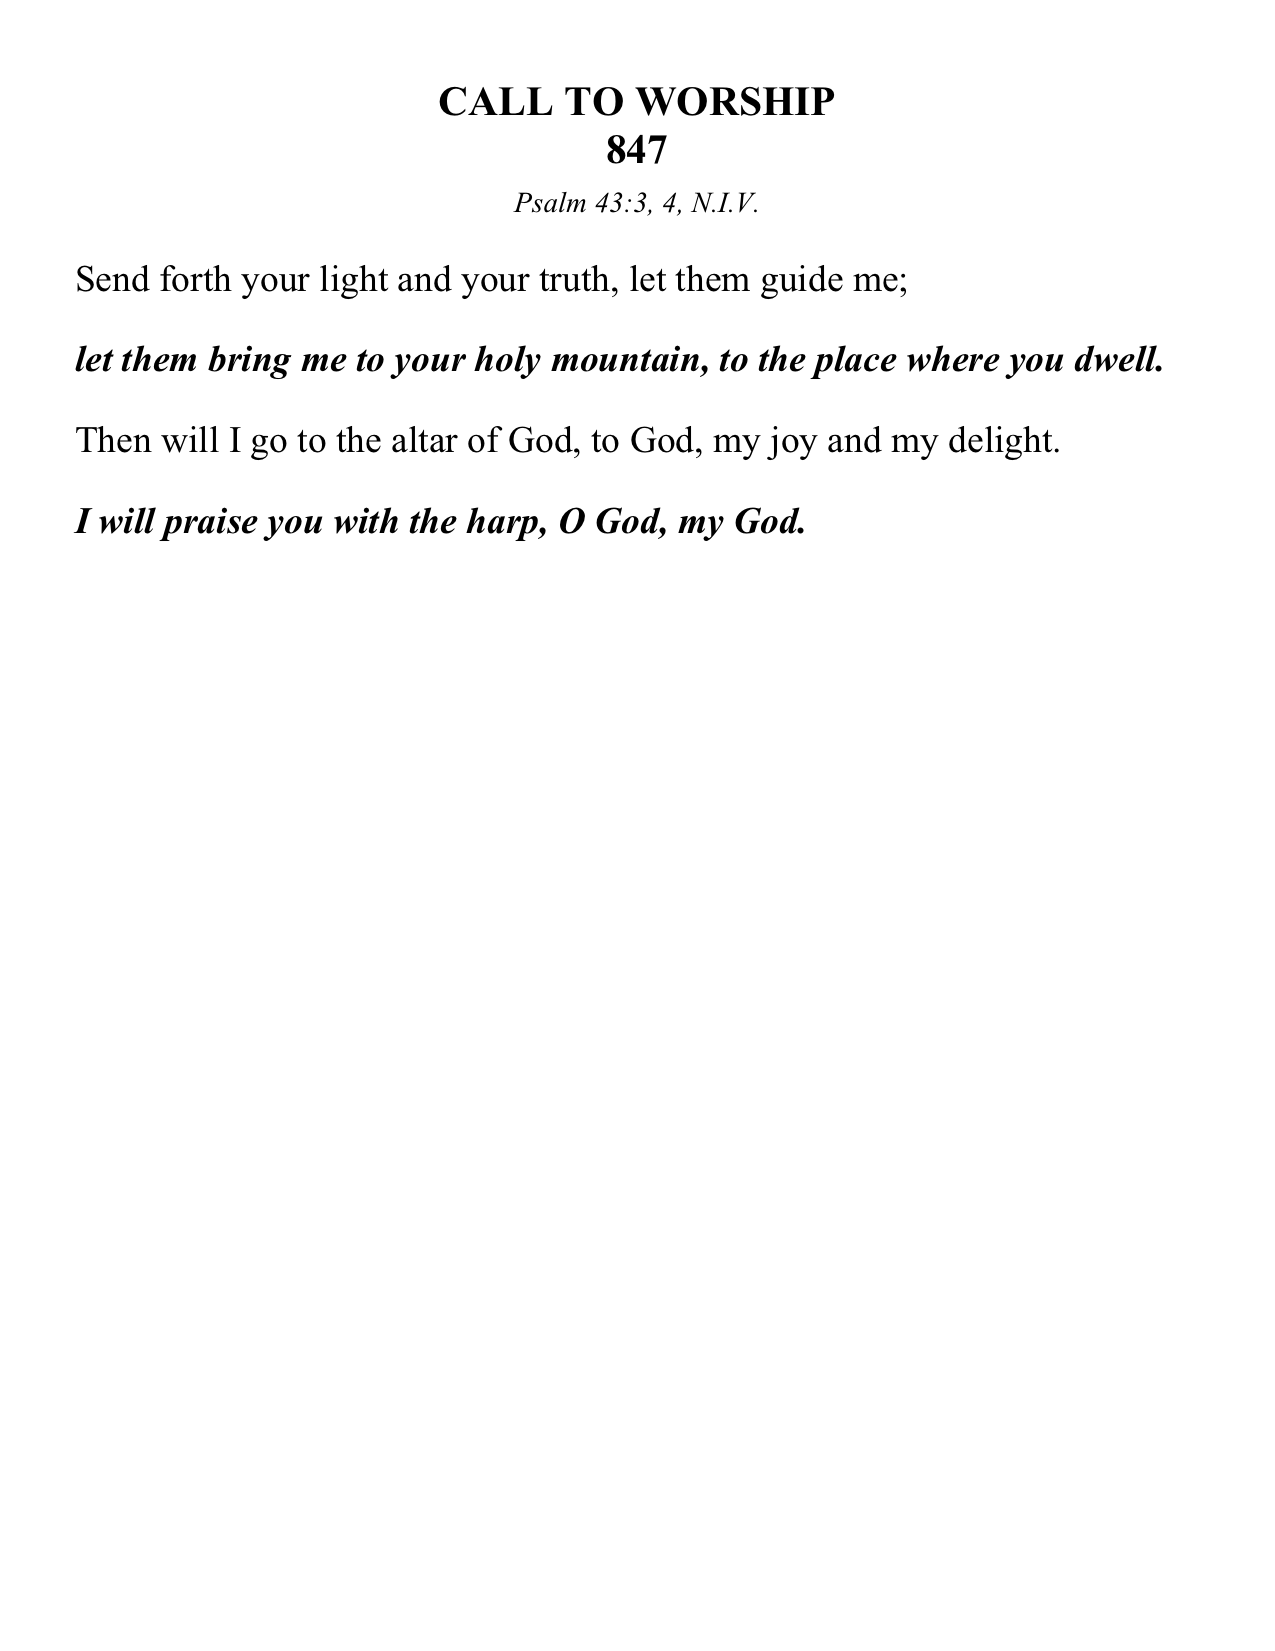 CALL TO WORSHIP
847
Psalm 43:3, 4, N.I.V.
Send forth your light and your truth, let them guide me;
let them bring me to your holy mountain, to the place where you dwell.
Then will I go to the altar of God, to God, my joy and my delight.
I will praise you with the harp, O God, my God.